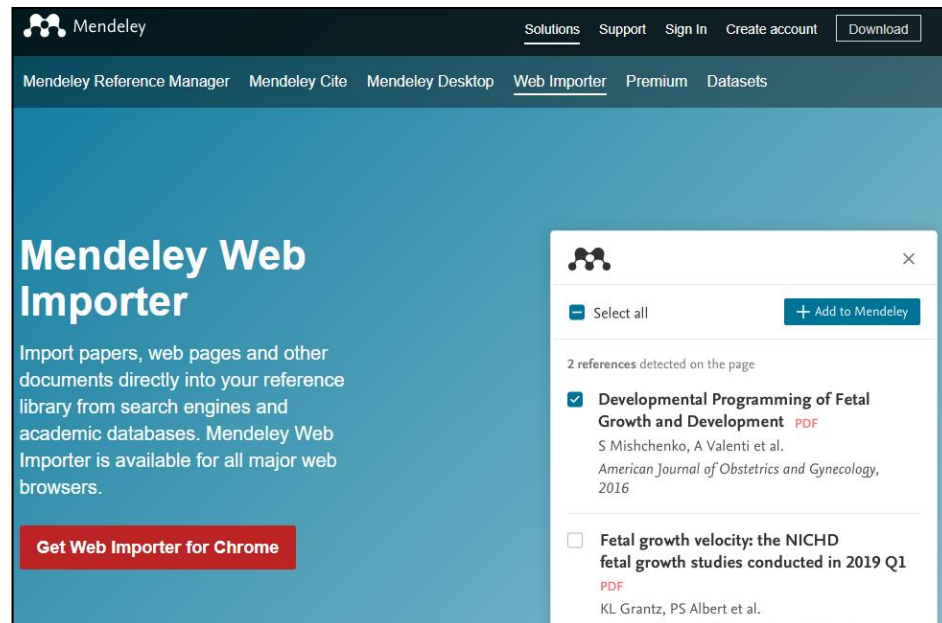 Mendeley
Solutions Support Sign In Create account Download
Mendeley Reference Manager Mendeley Cite Mendeley Desktop Web Importer Premium Datasets
Mendeley Web
Importer
Import papers, web pages and other
documents directly into your reference
library from search engines and
academic databases. Mendeley Web
Importer is available for all major web
browsers.
Get Web Importer for Chrome
Select all
+ Add to Mendeley
2 references detected on the page
Developmental Programming of Fetal
Growth and Development PDF
S Mishchenko, A Valenti et al.
American Journal of Obstetrics and Gynecology,
2016
Fetal growth velocity: the NICHD
fetal growth studies conducted in 2019 Q1
PDF
KL Grantz, PS Albert et al.